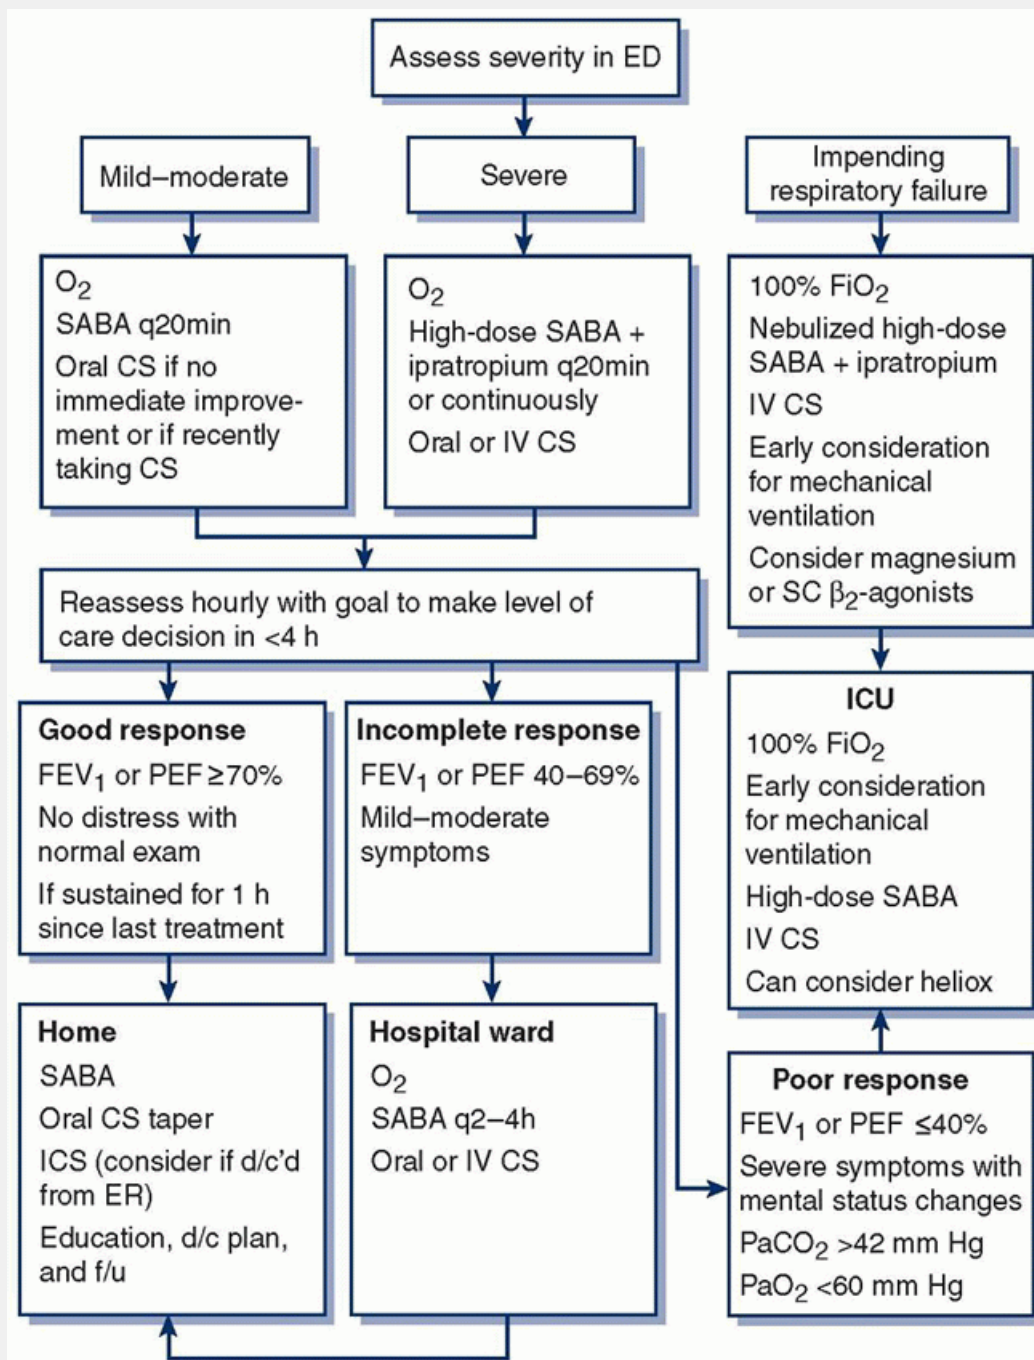 Assess severity in ED
Mild–moderate
Severe
Impending
respiratory failure
O₂
SABA q20min
Oral CS if no
immediate improve-
ment or if recently
taking CS
O₂
High-dose SABA +
ipratropium q20min
or continuously
Oral or IV CS
100% FiO₂
Nebulized high-dose
SABA + ipratropium
IV CS
Early consideration
for mechanical
ventilation
Consider magnesium
or SC β₂-agonists
Reassess hourly with goal to make level of
care decision in <4 h
Good response
FEV₁ or PEF ≥70%
No distress with
normal exam
If sustained for 1 h
since last treatment
Incomplete response
FEV₁ or PEF 40–69%
Mild–moderate
symptoms
ICU
100% FiO₂
Early consideration
for mechanical
ventilation
High-dose SABA
IV CS
Can consider heliox
Home
SABA
Oral CS taper
ICS (consider if d/c'd
from ER)
Education, d/c plan,
and f/u
Hospital ward
O₂
SABA q2–4h
Oral or IV CS
Poor response
FEV₁ or PEF ≤40%
Severe symptoms with
mental status changes
PaCO₂ >42 mm Hg
PaO₂ <60 mm Hg